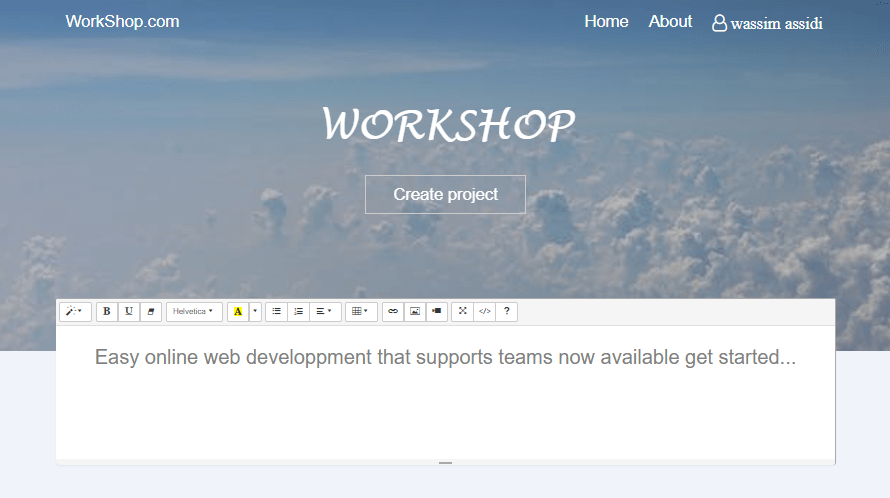 WorkShop.com
Home
About
wassim assidi
WORKSHOP
Create project
B
U
Helvetica
A
</>
?
Easy online web developpment that supports teams now available get started...